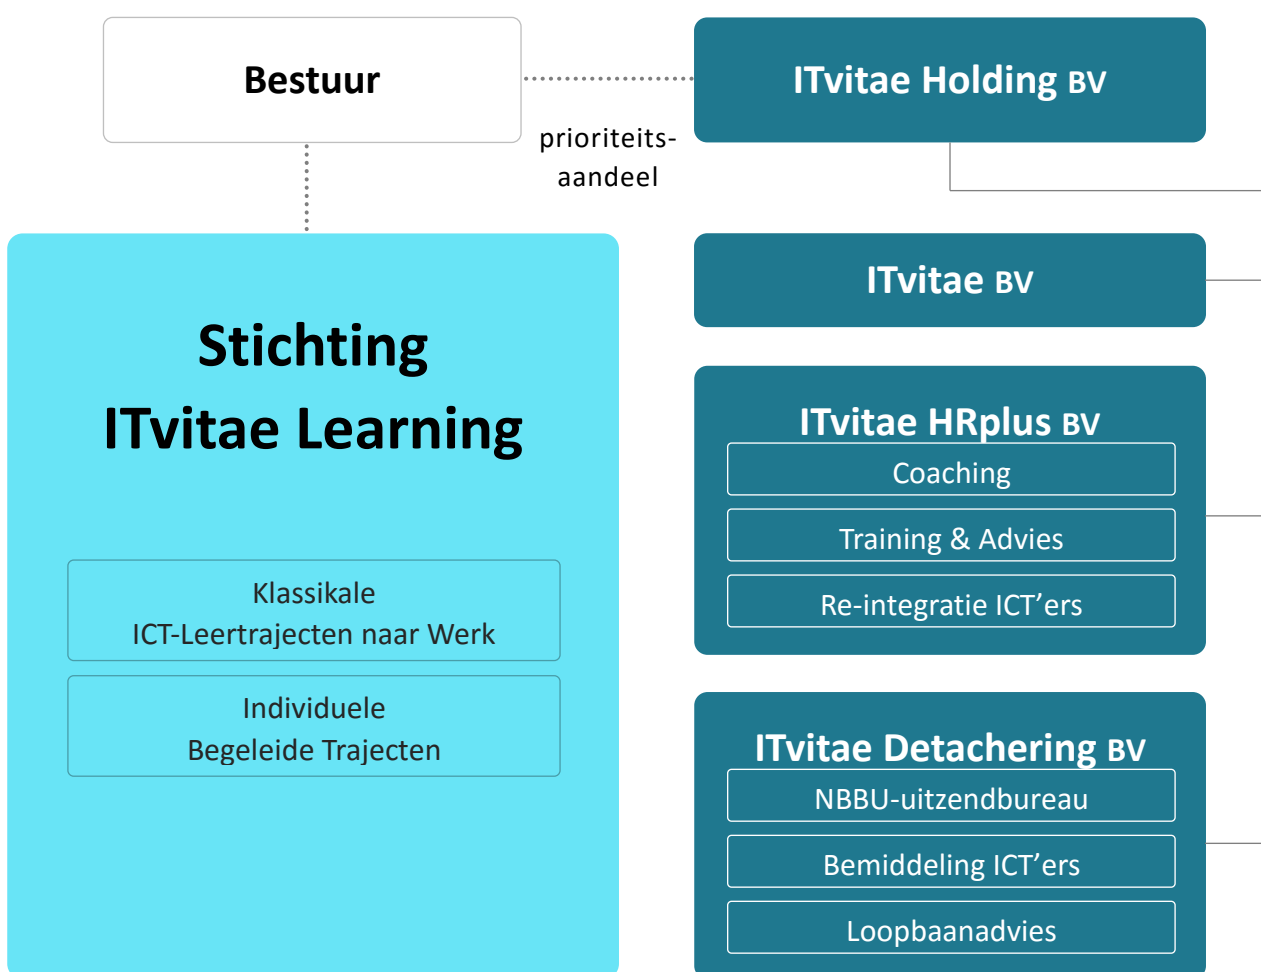 Bestuur
prioriteits-
aandeel
ITvitae Holding BV
Stichting
ITvitae Learning
Klassikale
ICT-Leertrajecten naar Werk
Individuele
Begeleide Trajecten
ITvitae BV
ITvitae HRplus BV
Coaching
Training & Advies
Re-integratie ICT’ers
ITvitae Detachering BV
NBBU-uitzendbureau
Bemiddeling ICT’ers
Loopbaanadvies